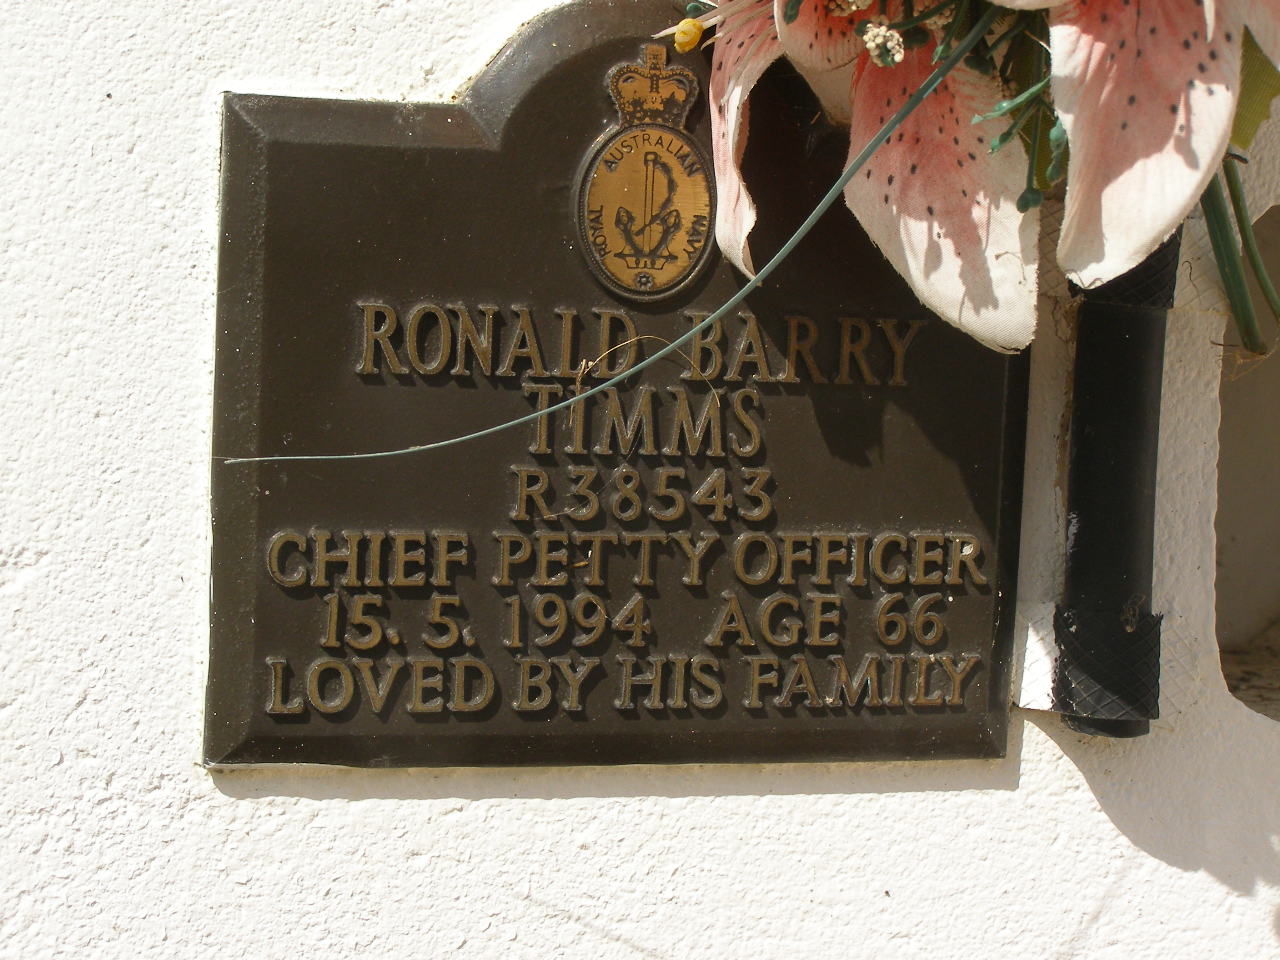 ROYAL AUSTRALIAN NAVY
RONALD BARRY
TIMMS
R38543
CHIEF PETTY OFFICER
15. 5. 1994 AGE 66
LOVED BY HIS FAMILY